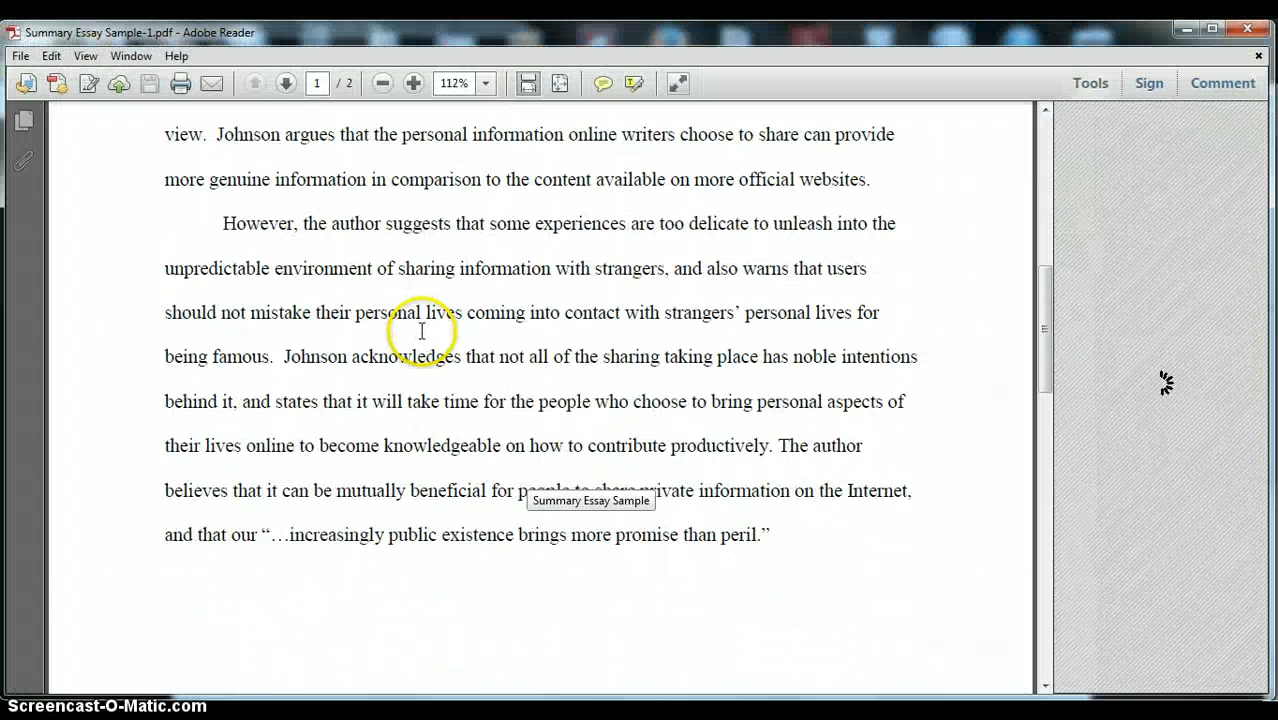 Summary Essay Sample-1.pdf - Adobe Reader
File Edit View Window Help
1 / 2 112% Tools Sign Comment
view.  Johnson argues that the personal information online writers choose to share can provide
more genuine information in comparison to the content available on more official websites.
However, the author suggests that some experiences are too delicate to unleash into the
unpredictable environment of sharing information with strangers, and also warns that users
should not mistake their personal lives coming into contact with strangers’ personal lives for
being famous.  Johnson acknowledges that not all of the sharing taking place has noble intentions
behind it, and states that it will take time for the people who choose to bring personal aspects of
their lives online to become knowledgeable on how to contribute productively. The author
believes that it can be mutually beneficial for people to share private information on the Internet,
Summary Essay Sample
and that our “…increasingly public existence brings more promise than peril.”
Screencast-O-Matic.com